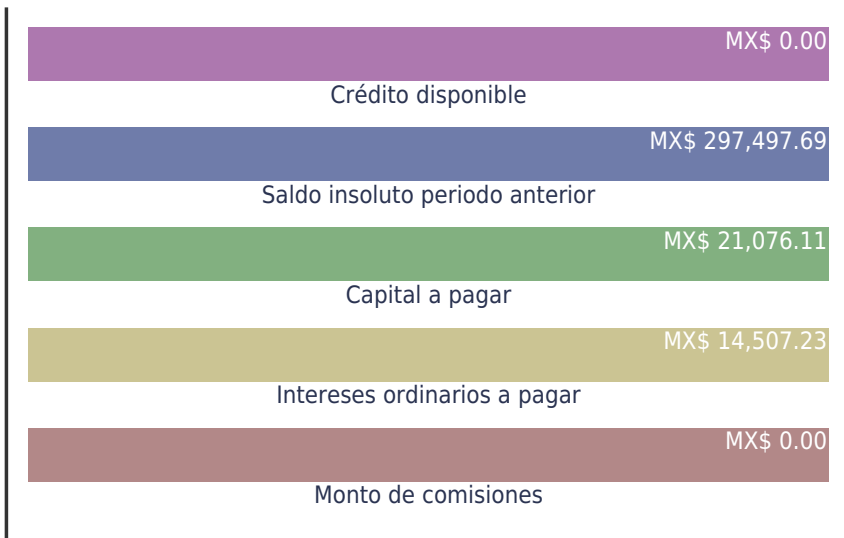 MX$ 0.00
Crédito disponible
MX$ 297,497.69
Saldo insoluto periodo anterior
MX$ 21,076.11
Capital a pagar
MX$ 14,507.23
Intereses ordinarios a pagar
MX$ 0.00
Monto de comisiones